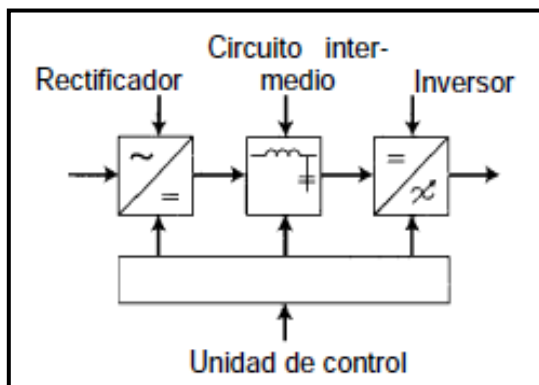 Circuito inter-
Rectificador
medio
Inversor
Unidad de control